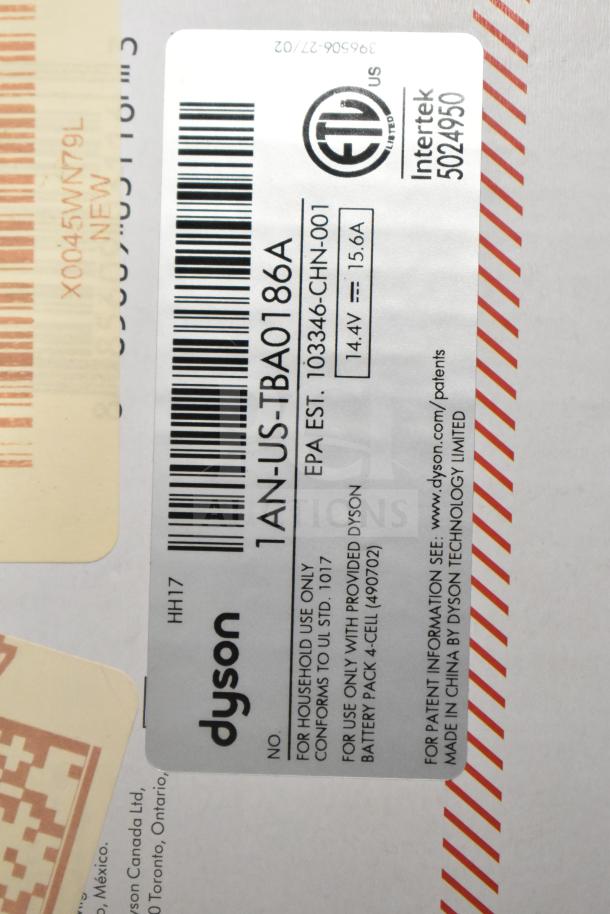 X0045WN79L
NEW
396506-27/02
HH17
dyson
NO. 1AN-US-TBA0186A
FOR HOUSEHOLD USE ONLY
CONFORMS TO UL STD. 1017
EPA EST. 103346-CHN-001
FOR USE ONLY WITH PROVIDED DYSON
BATTERY PACK 4-CELL (490702)
14.4V ⎓ 15.6A
ETL LISTED US
Intertek
5024950
FOR PATENT INFORMATION SEE: www.dyson.com/patents
MADE IN CHINA BY DYSON TECHNOLOGY LIMITED
México.
Canada Ltd,
Toronto, Ontario,
AUCTIONS